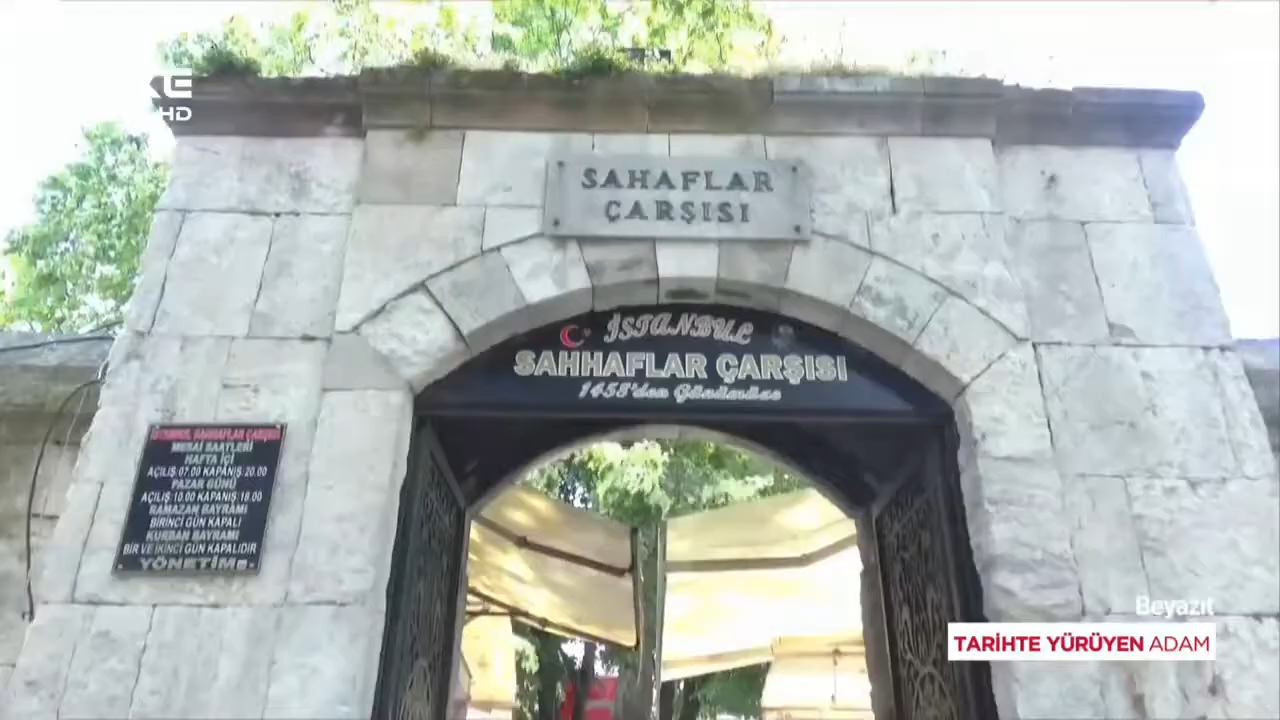 HD
SAHAFLAR
ÇARŞISI
İSTANBUL
SAHHAFLAR ÇARŞISI
1453'den Günümüze
İSTANBUL SAHHAFLAR ÇARŞISI
MESAİ SAATLERİ
HAFTA İÇİ
AÇILIŞ:07.00 KAPANIŞ:20.00
PAZAR GÜNÜ
AÇILIŞ:10.00 KAPANIŞ:18.00
RAMAZAN BAYRAMI
BİRİNCİ GÜN KAPALI
KURBAN BAYRAMI
BİR VE İKİNCİ GÜN KAPALIDIR
YÖNETİM
Beyazıt
TARİHTE YÜRÜYEN ADAM